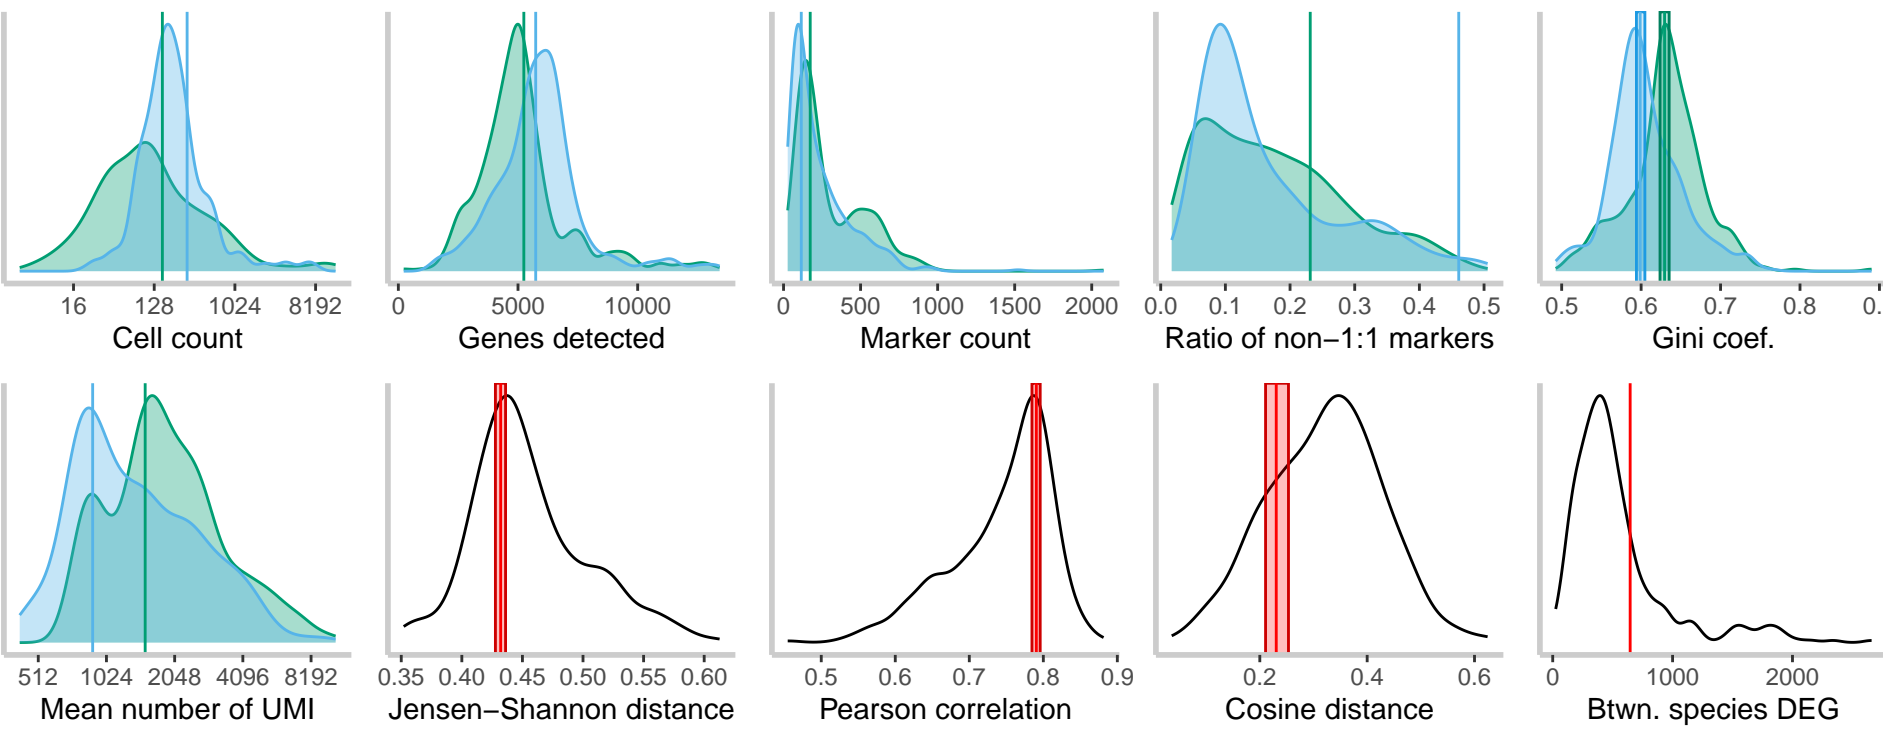 16 128 1024 8192
Cell count
0 5000 10000
Genes detected
0 500 1000 1500 2000
Marker count
0.0 0.1 0.2 0.3 0.4 0.5
Ratio of non−1:1 markers
0.5 0.6 0.7 0.8 0.
Gini coef.
512 1024 2048 4096 8192
Mean number of UMI
0.35 0.40 0.45 0.50 0.55 0.60
Jensen−Shannon distance
0.5 0.6 0.7 0.8 0.9
Pearson correlation
0.2 0.4 0.6
Cosine distance
0 1000 2000
Btwn. species DEG